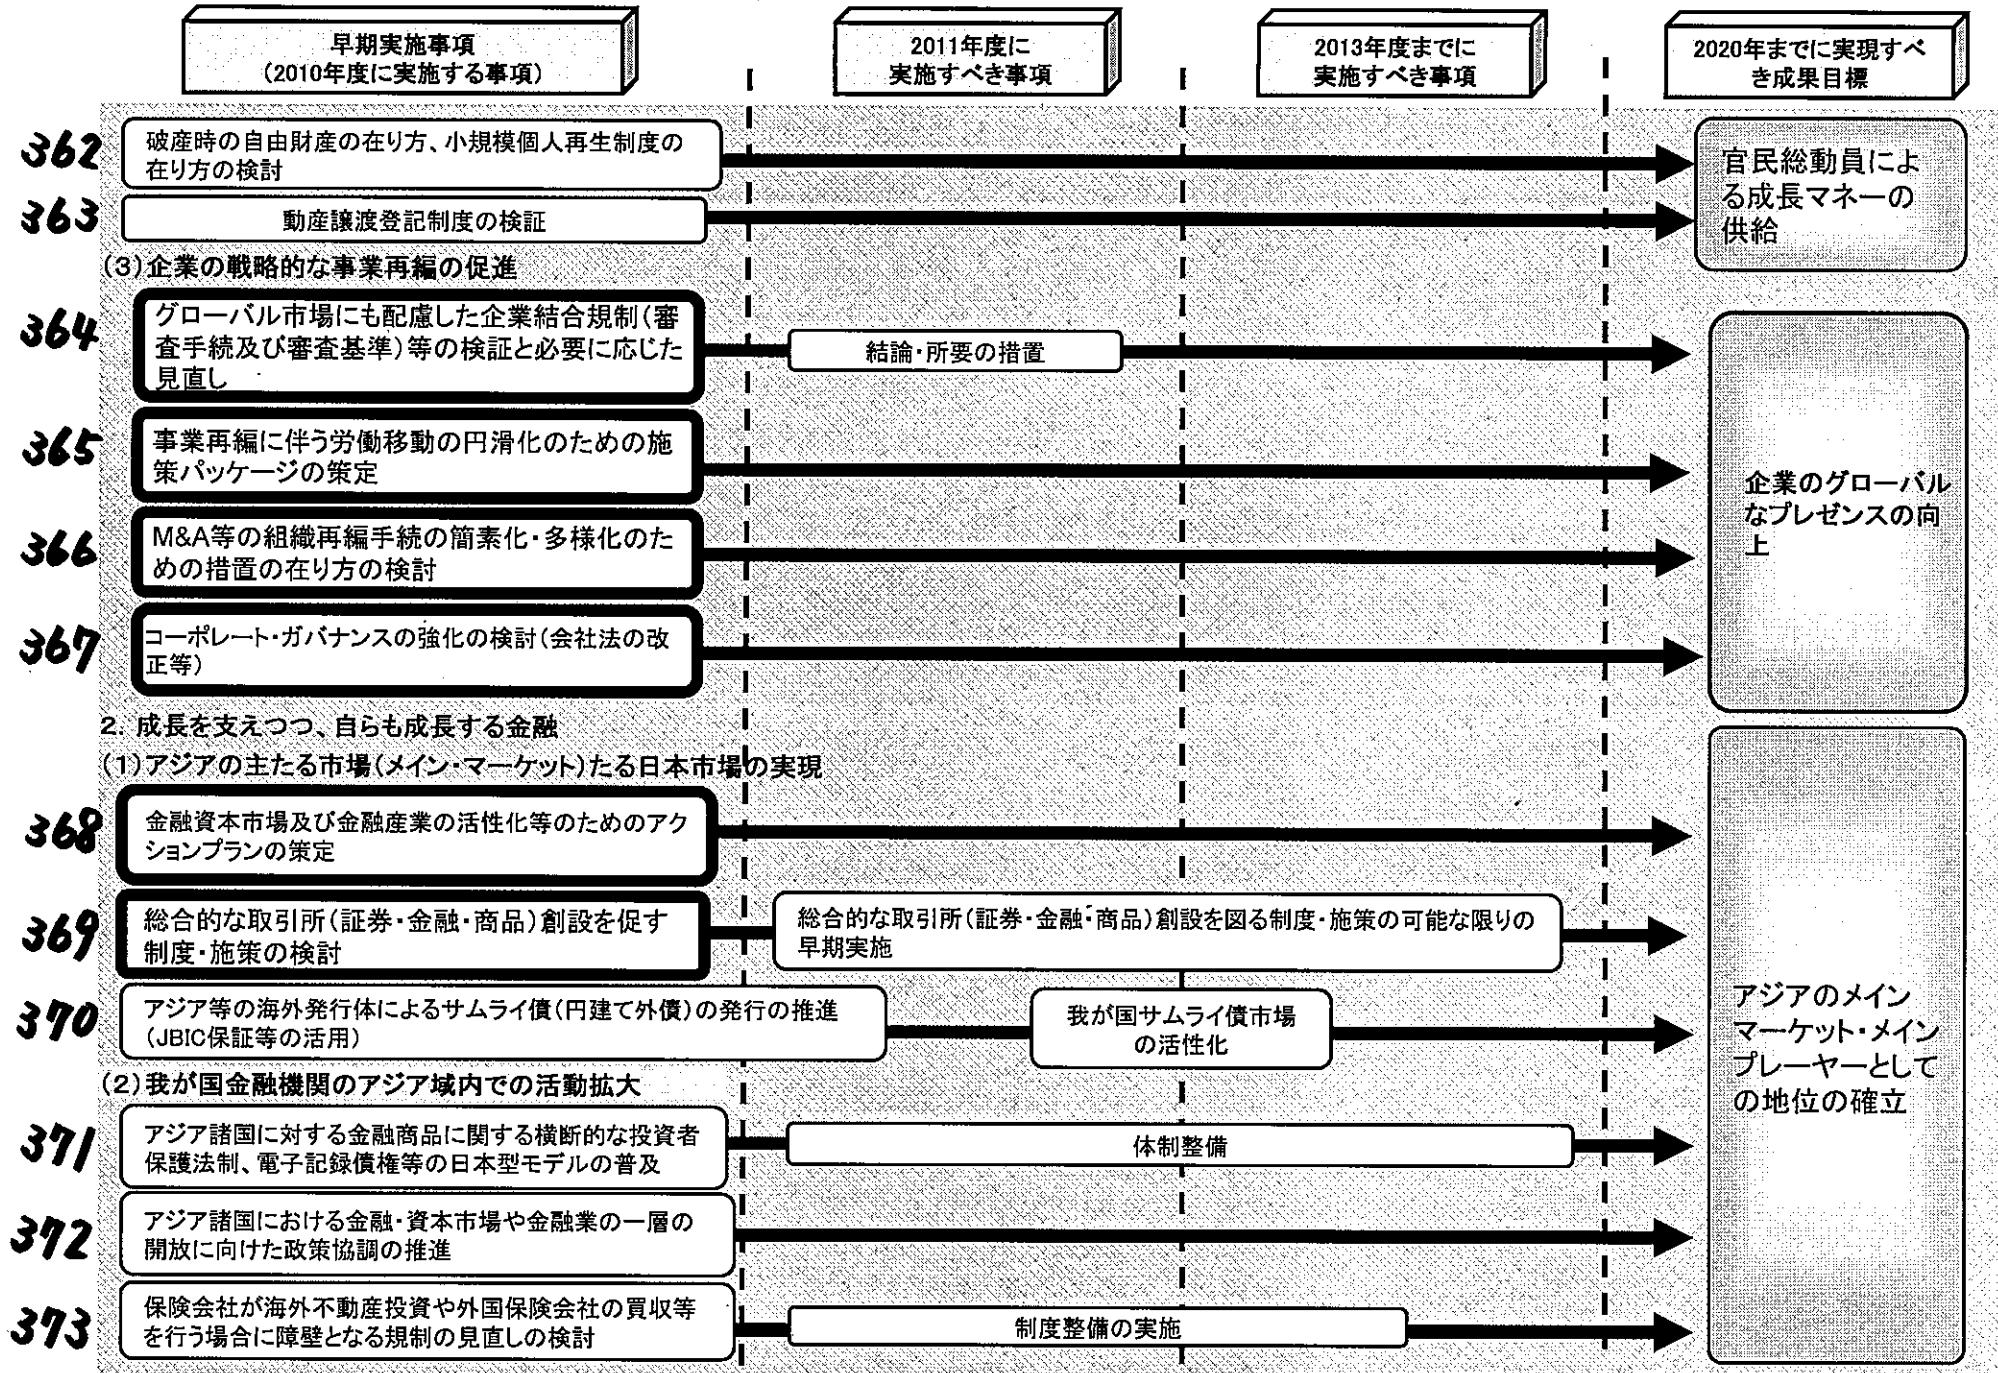 早期実施事項
(2010年度に実施する事項)
2011年度に
実施すべき事項
2013年度までに
実施すべき事項
2020年までに実現すべ
き成果目標
362
破産時の自由財産の在り方、小規模個人再生制度の
在り方の検討
363
動産譲渡登記制度の検証
官民総動員によ
る成長マネーの
供給
(3)企業の戦略的な事業再編の促進
364
グローバル市場にも配慮した企業結合規制(審
査手続及び審査基準)等の検証と必要に応じた
見直し
結論・所要の措置
365
事業再編に伴う労働移動の円滑化のための施
策パッケージの策定
366
M&A等の組織再編手続の簡素化・多様化のた
めの措置の在り方の検討
367
コーポレート・ガバナンスの強化の検討(会社法の改
正等)
企業のグローバル
なプレゼンスの向
上
2. 成長を支えつつ、自らも成長する金融
(1)アジアの主たる市場(メイン・マーケット)たる日本市場の実現
368
金融資本市場及び金融産業の活性化等のためのアク
ションプランの策定
369
総合的な取引所(証券・金融・商品)創設を促す
制度・施策の検討
総合的な取引所(証券・金融・商品)創設を図る制度・施策の可能な限りの
早期実施
370
アジア等の海外発行体によるサムライ債(円建て外債)の発行の推進
(JBIC保証等の活用)
我が国サムライ債市場
の活性化
(2)我が国金融機関のアジア域内での活動拡大
371
アジア諸国に対する金融商品に関する横断的な投資者
保護法制、電子記録債権等の日本型モデルの普及
体制整備
372
アジア諸国における金融・資本市場や金融業の一層の
開放に向けた政策協調の推進
373
保険会社が海外不動産投資や外国保険会社の買収等
を行う場合に障壁となる規制の見直しの検討
制度整備の実施
アジアのメイン
マーケット・メイン
プレーヤーとして
の地位の確立